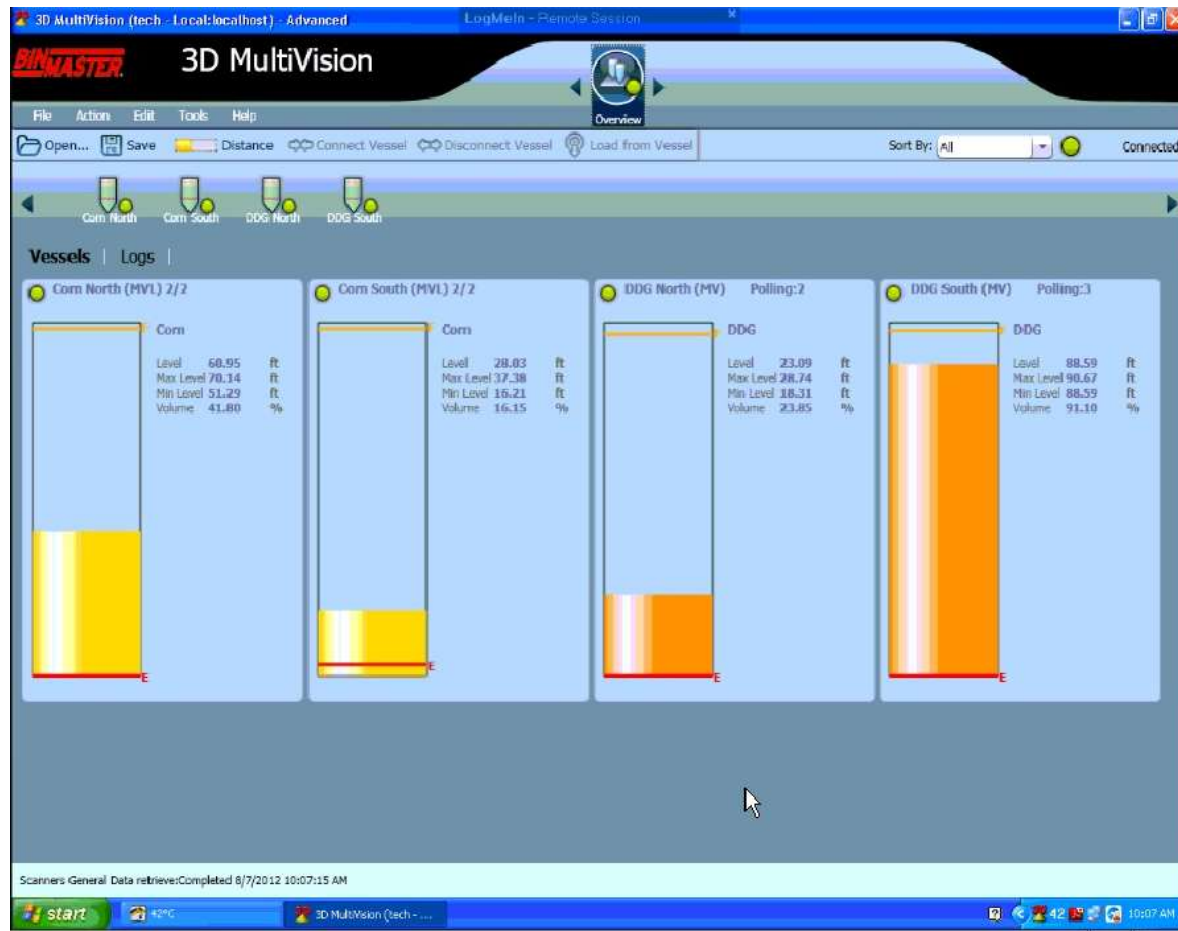 3D MultiVision (tech - Local:localhost) - Advanced
LogMeIn - Remote Session
×
BINMASTER.
3D MultiVision
File Action Edit Tools Help
Overview
Open... Save Distance Connect Vessel Disconnect Vessel Load from Vessel
Sort By: All
Connected
Corn North Corn South DDG North DDG South
Vessels | Logs |
Corn North (MVL) 2/2
F
Corn
Level 60.95 ft
Max Level 70.14 ft
Min Level 51.29 ft
Volume 41.80 %
E
Corn South (MVL) 2/2
F
Corn
Level 28.03 ft
Max Level 37.38 ft
Min Level 16.21 ft
Volume 16.15 %
E
DDG North (MV) Polling:2
F
DDG
Level 23.09 ft
Max Level 28.74 ft
Min Level 18.31 ft
Volume 23.85 %
E
DDG South (MV) Polling:3
F
DDG
Level 88.59 ft
Max Level 90.67 ft
Min Level 88.59 ft
Volume 91.10 %
E
Scanners General Data retrieve:Completed 8/7/2012 10:07:15 AM
start
42°C
3D MultiVision (tech - ....
42
10:07 AM